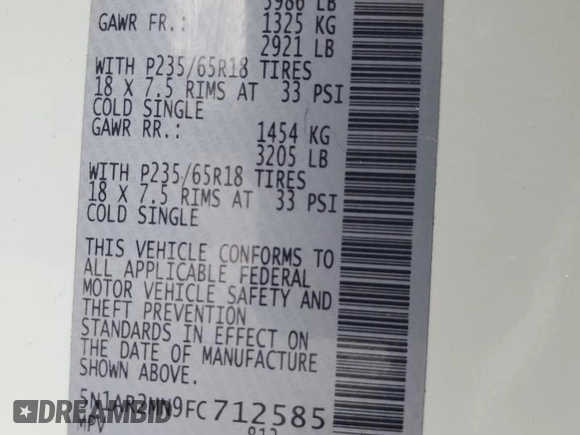 5986 LB
GAWR FR.: 1325 KG
2921 LB
WITH P235/65R18 TIRES
18 X 7.5 RIMS AT 33 PSI
COLD SINGLE
GAWR RR.: 1454 KG
3205 LB
WITH P235/65R18 TIRES
18 X 7.5 RIMS AT 33 PSI
COLD SINGLE
THIS VEHICLE CONFORMS TO
ALL APPLICABLE FEDERAL
MOTOR VEHICLE SAFETY AND
THEFT PREVENTION
STANDARDS IN EFFECT ON
THE DATE OF MANUFACTURE
SHOWN ABOVE.
5N1AR2MN9FC712585
MPV
DREAMBID